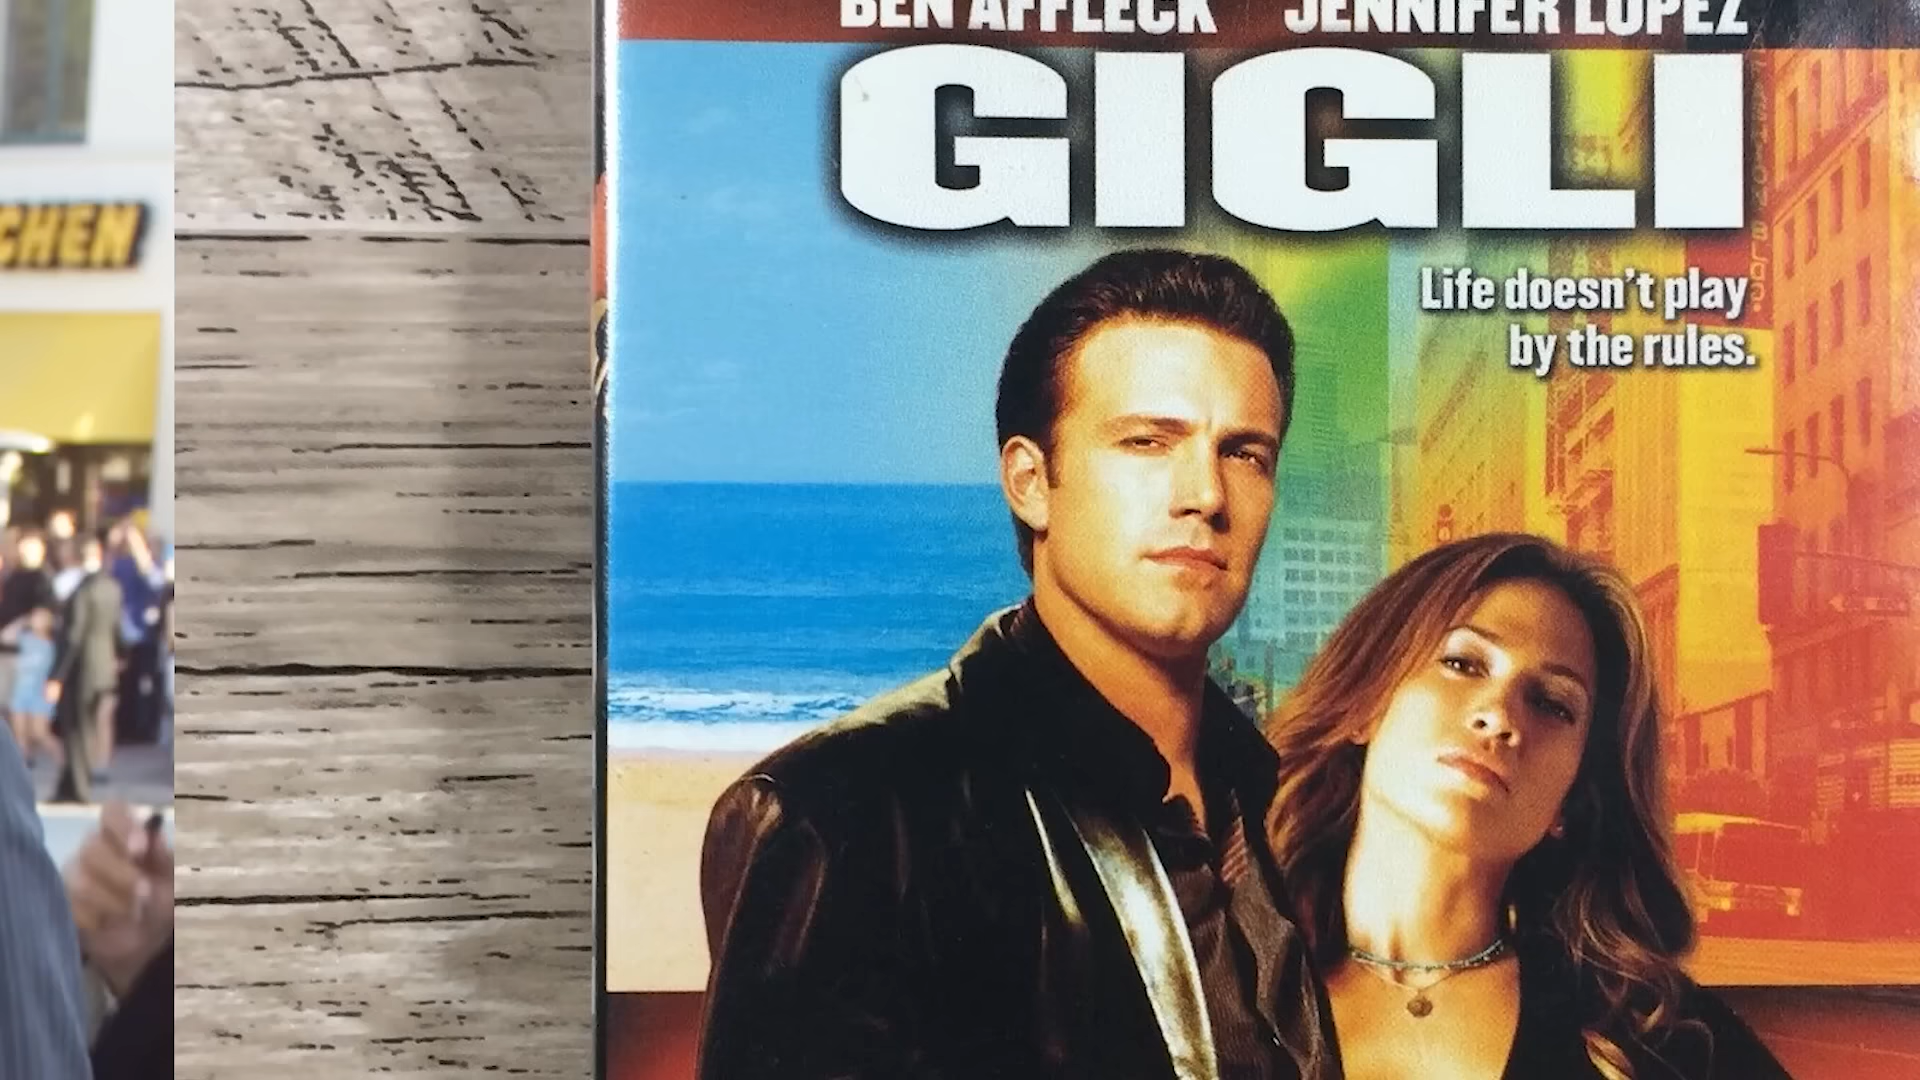 BEN AFFLECK JENNIFER LOPEZ
GIGLI
Life doesn't play
by the rules.
CHEN